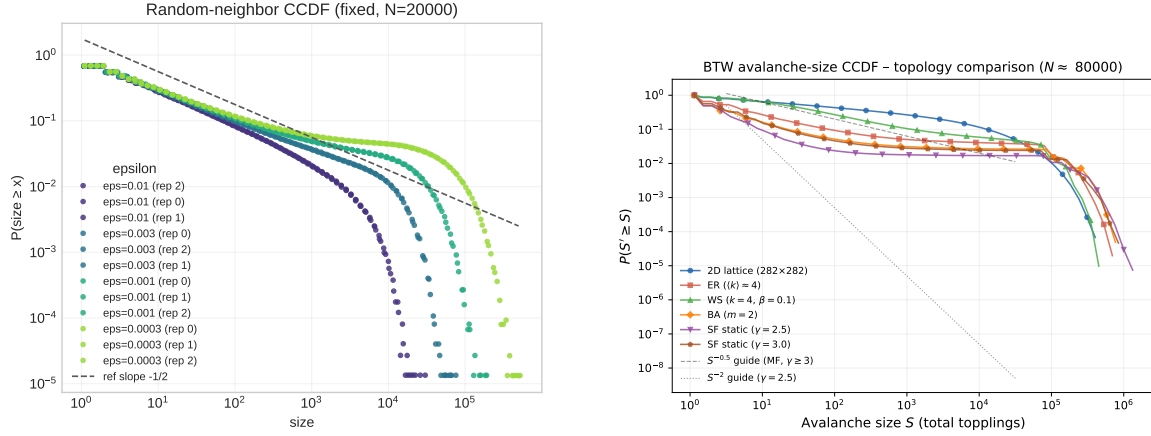 Random-neighbor CCDF (fixed, N=20000)
P(size ≥ x)
10⁰
10⁻¹
10⁻²
10⁻³
10⁻⁴
10⁻⁵
epsilon
eps=0.01 (rep 2)
eps=0.01 (rep 0)
eps=0.01 (rep 1)
eps=0.003 (rep 0)
eps=0.003 (rep 2)
eps=0.003 (rep 1)
eps=0.001 (rep 0)
eps=0.001 (rep 1)
eps=0.001 (rep 2)
eps=0.0003 (rep 0)
eps=0.0003 (rep 1)
eps=0.0003 (rep 2)
ref slope -1/2
10⁰ 10¹ 10² 10³ 10⁴ 10⁵
size
BTW avalanche-size CCDF – topology comparison (N ≈ 80000)
P(S′ ≥ S)
10⁰
10⁻¹
10⁻²
10⁻³
10⁻⁴
10⁻⁵
10⁻⁶
10⁻⁷
10⁻⁸
2D lattice (282×282)
ER (⟨k⟩ ≈ 4)
WS (k = 4, β = 0.1)
BA (m = 2)
SF static (γ = 2.5)
SF static (γ = 3.0)
S⁻⁰·⁵ guide (MF, γ ≥ 3)
S⁻² guide (γ = 2.5)
10⁰ 10¹ 10² 10³ 10⁴ 10⁵ 10⁶
Avalanche size S (total topplings)